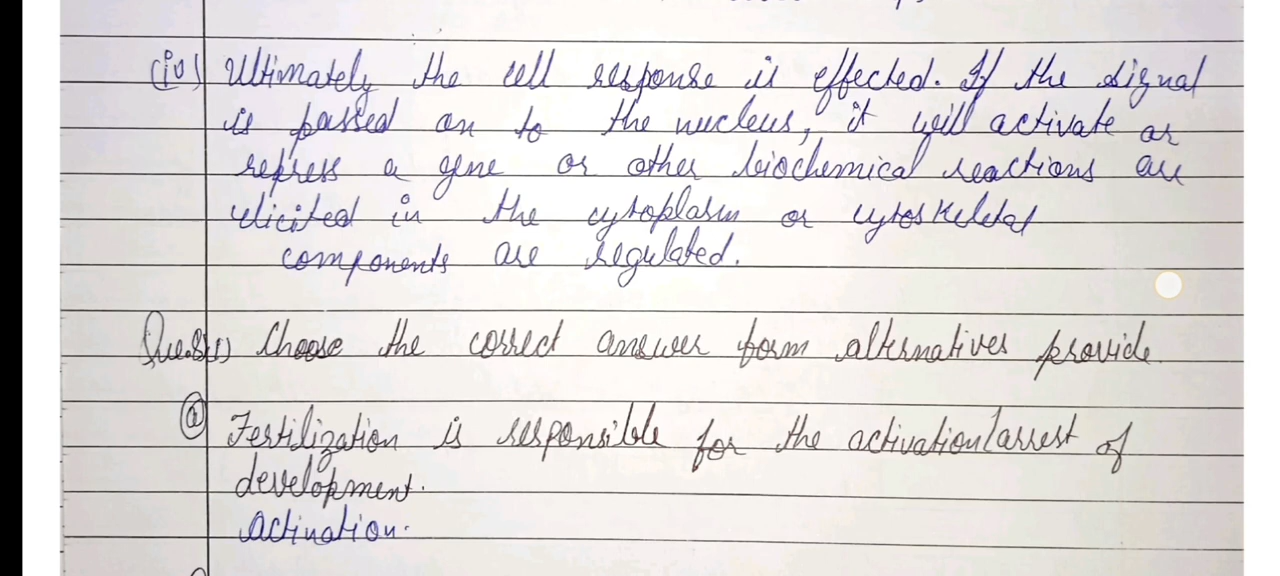 (iv) Ultimately the cell response is effected. If the signal
is passed on to the nucleus, it will activate or
repress a gene or other biochemical reactions are
elicited in the cytoplasm or cytoskeletal
components are regulated.
Choose the correct answer form alternatives provide.
(a) Fertilization is responsible for the activation/arrest of
development.
Activation.